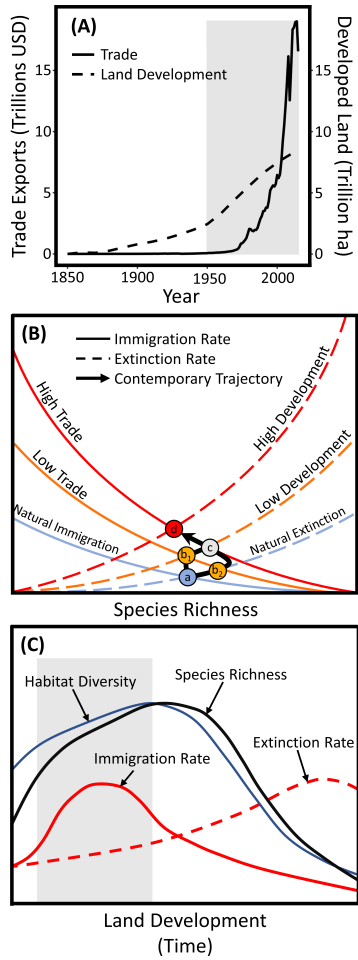 (A)
Trade
Land Development
Trade Exports (Trillions USD)
15
10
5
0
Developed Land (Trillion ha)
15
10
5
0
1850
1900
1950
2000
Year
(B)
Immigration Rate
Extinction Rate
Contemporary Trajectory
High Trade
Low Trade
Natural Immigration
High Development
Low Development
Natural Extinction
d
b1
c
a
b2
Species Richness
(C)
Habitat Diversity
Species Richness
Immigration Rate
Extinction Rate
Land Development
(Time)